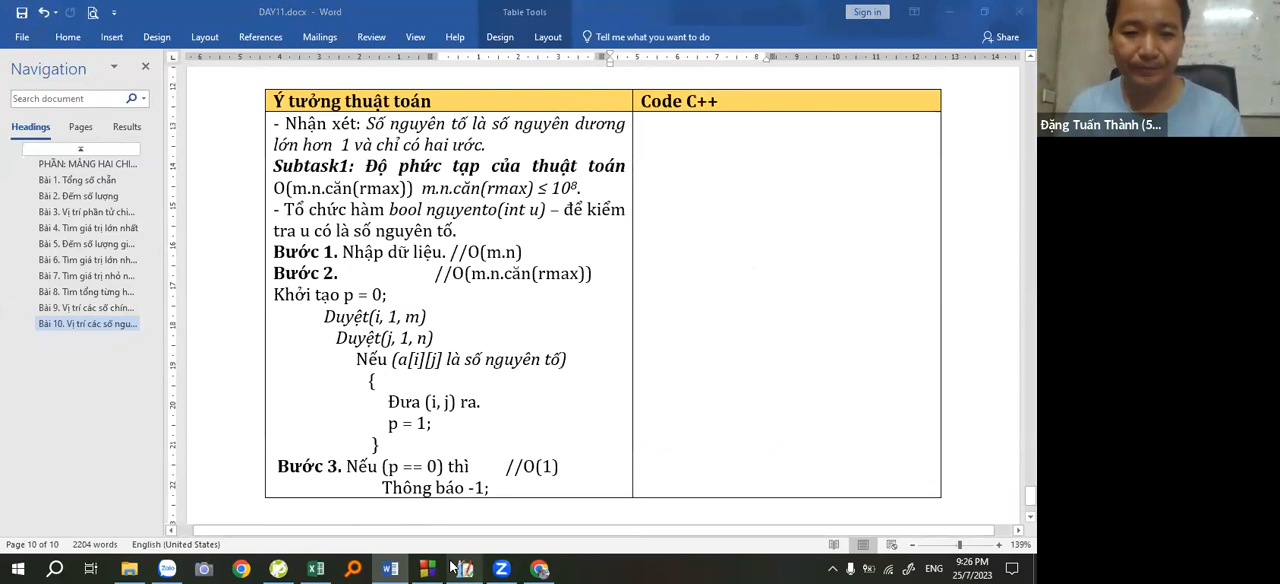 DAY11.docx - Word
Table Tools
Sign in
File Home Insert Design Layout References Mailings Review View Help Design Layout Tell me what you want to do Share
Navigation
Search document
Headings Pages Results
PHẦN: MẢNG HAI CHI...
Bài 1. Tổng số chẵn
Bài 2. Đếm số lượng
Bài 3. Vị trí phần tử chi...
Bài 4. Tìm giá trị lớn nhất
Bài 5. Đếm số lượng gi...
Bài 6. Tìm giá trị lớn nh...
Bài 7. Tìm giá trị nhỏ n...
Bài 8. Tìm tổng từng h...
Bài 9. Vị trí các số chín...
Bài 10. Vị trí các số ngu...
Ý tưởng thuật toán
Code C++
- Nhận xét: Số nguyên tố là số nguyên dương
lớn hơn 1 và chỉ có hai ước.
Subtask1: Độ phức tạp của thuật toán
O(m.n.căn(rmax)) m.n.căn(rmax) ≤ 10⁸.
- Tổ chức hàm bool nguyento(int u) – để kiểm
tra u có là số nguyên tố.
Bước 1. Nhập dữ liệu. //O(m.n)
Bước 2. //O(m.n.căn(rmax))
Khởi tạo p = 0;
Duyệt(i, 1, m)
Duyệt(j, 1, n)
Nếu (a[i][j] là số nguyên tố)
{
Đưa (i, j) ra.
p = 1;
}
Bước 3. Nếu (p == 0) thì //O(1)
Thông báo -1;
Đặng Tuấn Thành (5...
Page 10 of 10 2204 words English (United States)
139%
ENG
9:26 PM
25/7/2023